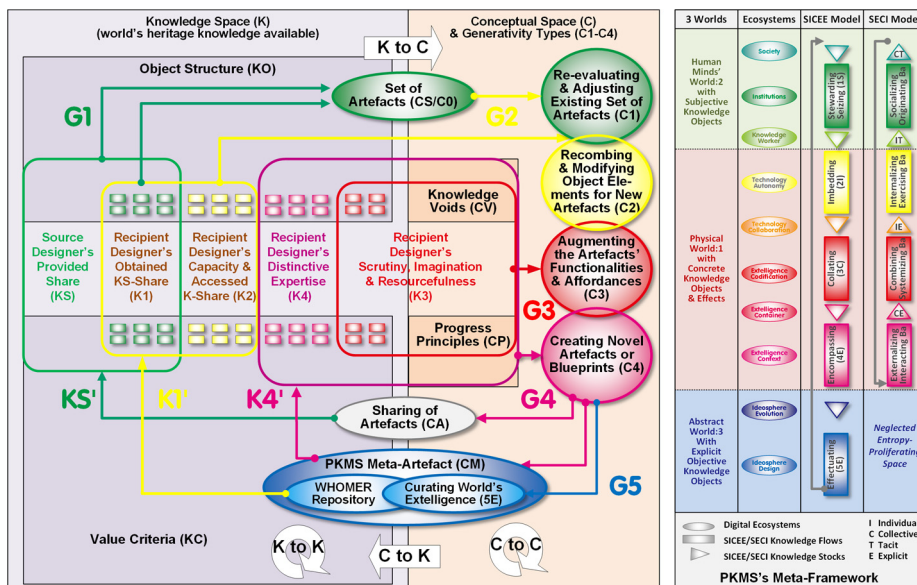 Knowledge Space (K)
(world's heritage knowledge available)
Conceptual Space (C)
& Generativity Types (C1-C4)
K to C
Object Structure (KO)
G1
Set of
Artefacts (CS/C0)
G2
Re-evaluating
& Adjusting
Existing Set of
Artefacts (C1)
Recombing
& Modifying
Object Ele-
ments for New
Artefacts (C2)
Knowledge
Voids (CV)
Source
Designer's
Provided
Share (KS)
Recipient
Designer's
Obtained
KS-Share (K1)
Recipient
Designer's
Capacity &
Accessed
K-Share (K2)
Recipient
Designer's
Distinctive
Expertise (K4)
Recipient
Designer's
Scrutiny, Imagination
& Resourcefulness (K3)
Augmenting
the Artefacts'
Functionalities
& Affordances
(C3)
G3
Progress
Principles (CP)
Creating Novel
Artefacts or
Blueprints (C4)
KS'
K1'
K4'
G4
Sharing of
Artefacts (CA)
PKMS Meta-Artefact (CM)
WHOMER
Repository
Curating World's
Extelligence (5E)
G5
Value Criteria (KC)
K to K
C to K
C to C
3 Worlds
Ecosystems
SICEE Model
SECI Model
Human
Minds'
World:2
with
Subjective
Knowledge
Objects
Society
Institutions
Knowledge
Worker
Stewarding
Seizing (1S)
CT
Socializing
Originating Ba
IT
Physical
World:1
with
Concrete
Knowledge
Objects
& Effects
Technology
Autonomy
Technology
Collaboration
Extelligence
Codification
Extelligence
Container
Extelligence
Context
Imbedding
(2I)
Collating
(3C)
Encompassing
(4E)
Internalizing
Exercising Ba
IE
Combining
Systemizing Ba
CE
Externalizing
Interacting Ba
Abstract
World:3
With
Explicit
Objective
Knowledge
Objects
Ideosphere
Evolution
Ideosphere
Design
Effectuating
(5E)
Neglected
Entropy-
Proliferating
Space
Digital Ecosystems
SICEE/SECI Knowledge Flows
SICEE/SECI Knowledge Stocks
I Individual
C Collective
T Tacit
E Explicit
PKMS's Meta-Framework